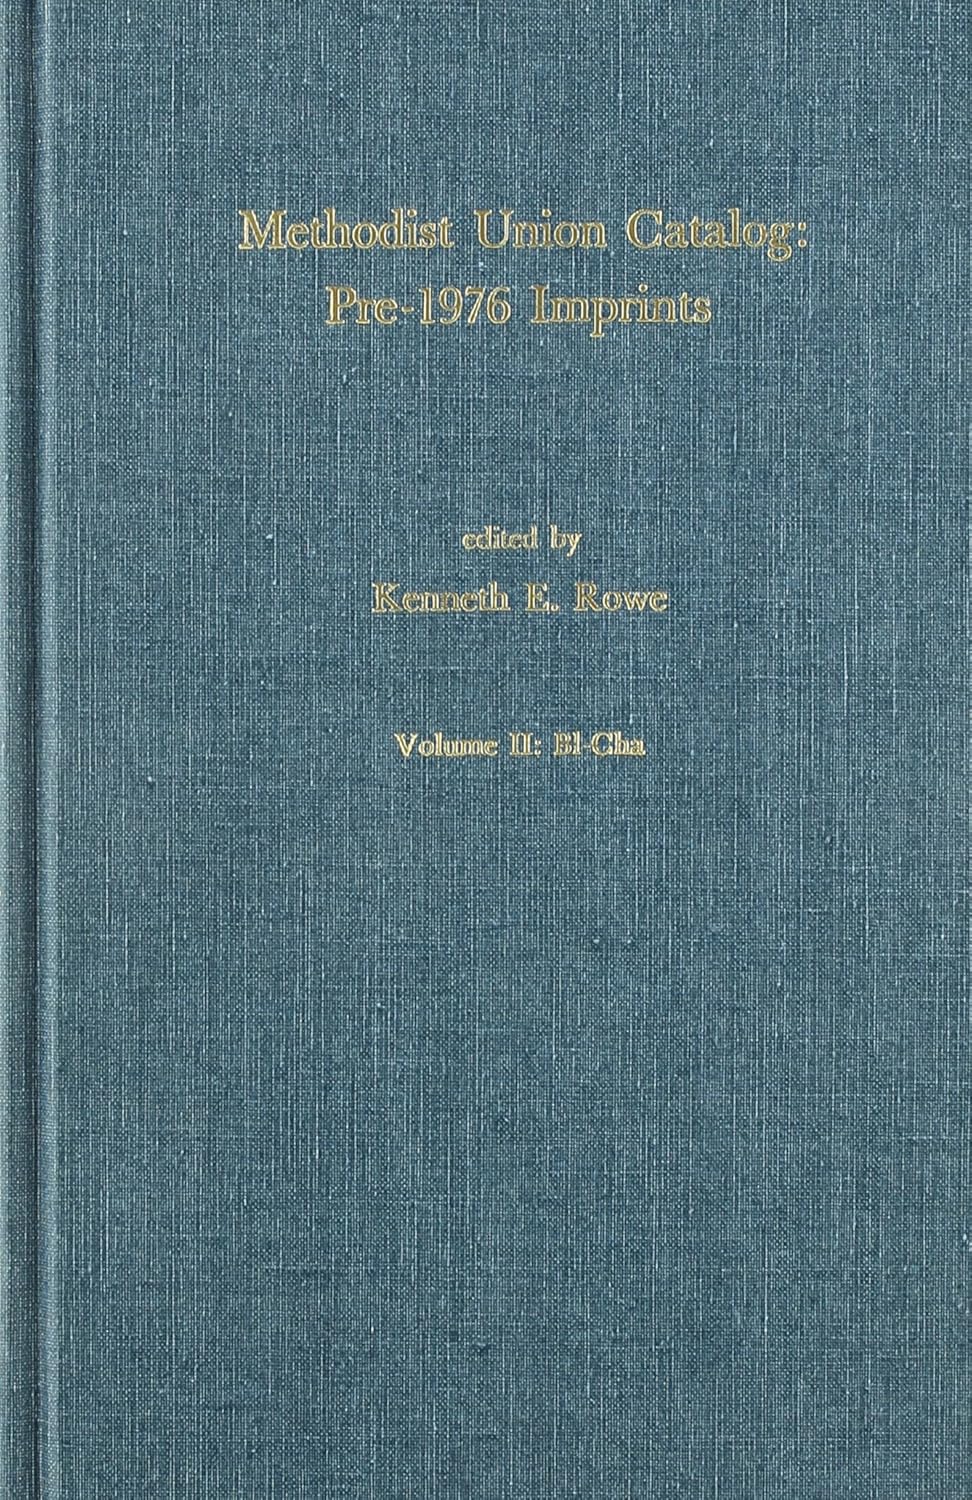 Methodist Union Catalog:
Pre-1976 Imprints
edited by
Kenneth E. Rowe
Volume II: Bl-Cha